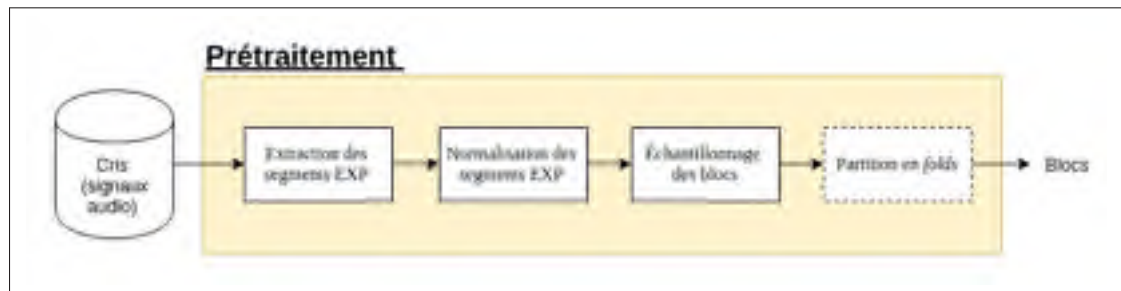 Prétraitement
Cris
(signaux
audio)
Extraction des
segments EXP
Normalisation des
segments EXP
Échantillonnage
des blocs
Partition en folds
Blocs